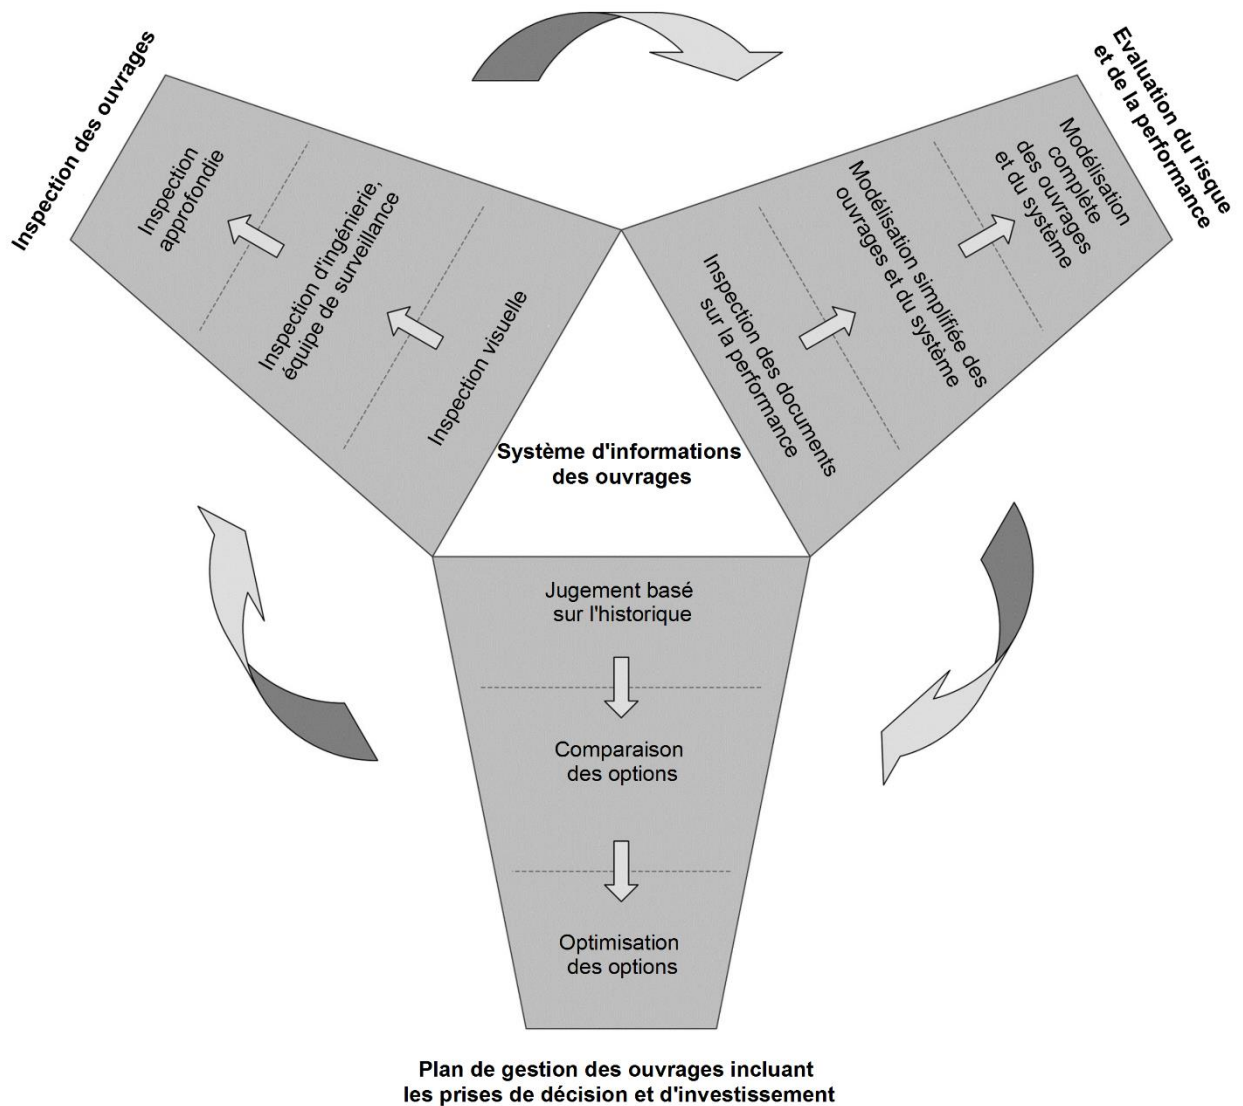 Inspection des ouvrages
Inspection
approfondie
Inspection d'ingénierie,
équipe de surveillance
Inspection visuelle
Evaluation du risque
et de la performance
Modélisation
complète
des ouvrages
et du système
Modélisation simplifiée des
ouvrages et du système
Inspection des documents
sur la performance
Système d'informations
des ouvrages
Jugement basé
sur l'historique
Comparaison
des options
Optimisation
des options
Plan de gestion des ouvrages incluant
les prises de décision et d'investissement